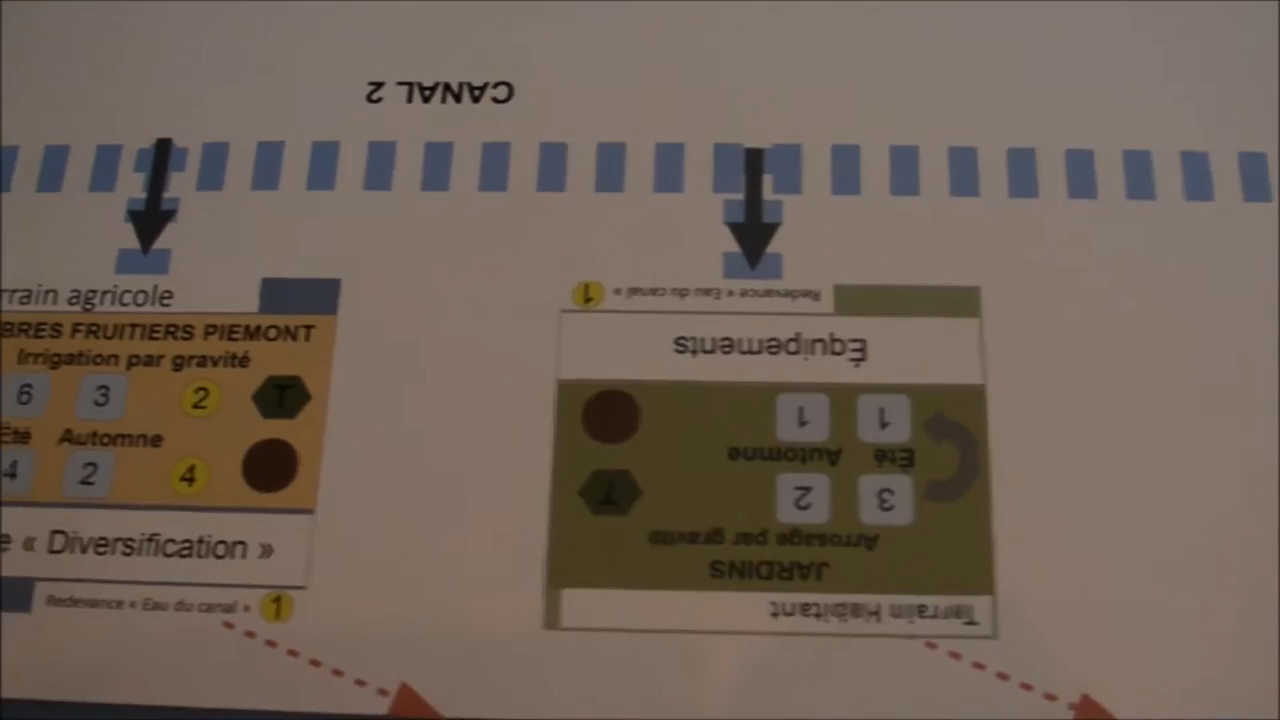 CANAL 2
rrain agricole
BRES FRUITIERS PIEMONT
Irrigation par gravité
6 3 2 T
Été Automne
4 2 4
e « Diversification »
Redevance « Eau du canal » 1
Terrain Habitant
JARDINS
Arrosage par gravité
3 2 T
Été Automne
1 1
Équipements
Redevance « Eau du canal » 1